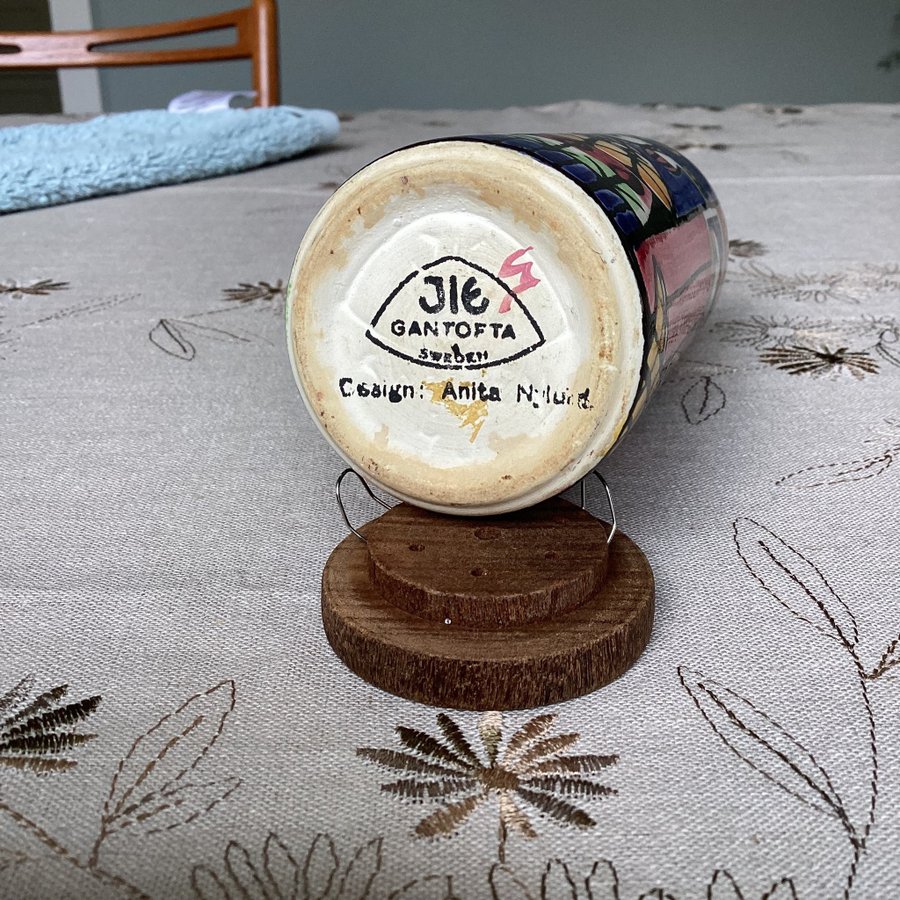 JIE
GANTOFTA
SWEDEN
Design: Anita Nylund